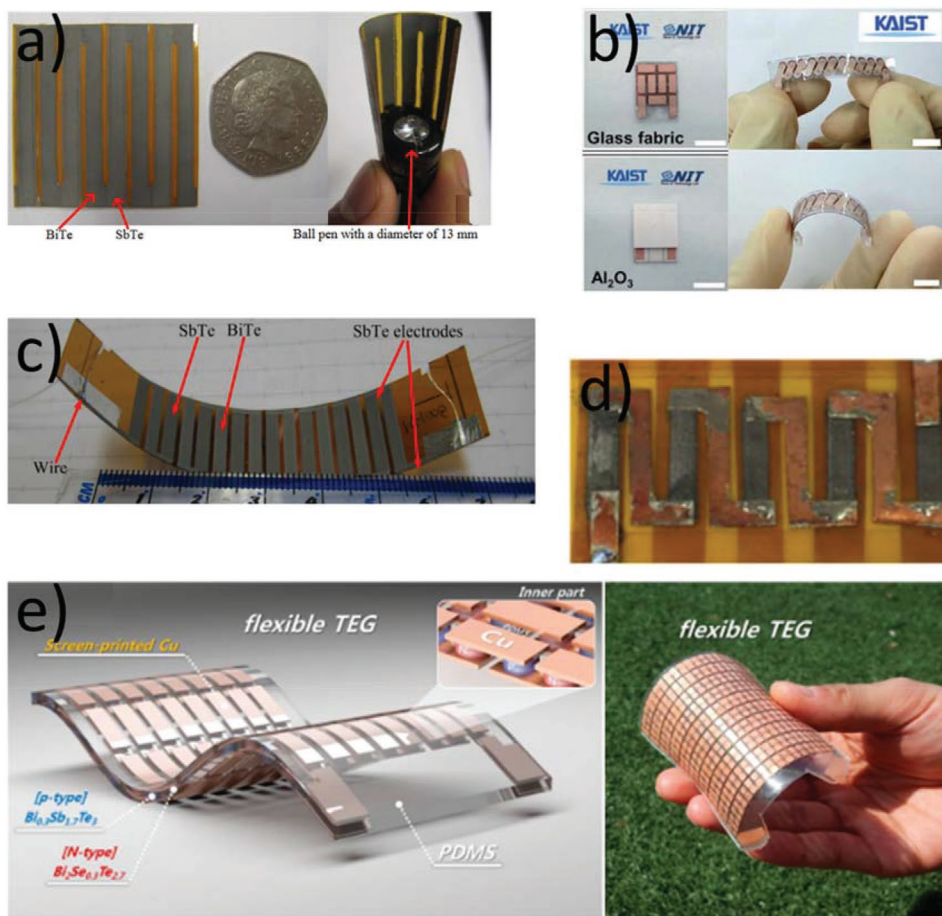 a)
BiTe
SbTe
Ball pen with a diameter of 13 mm
b)
KAIST
KAIST
Glass fabric
KAIST
Al₂O₃
c)
SbTe
BiTe
SbTe electrodes
Wire
CM
d)
e)
Inner part
flexible TEG
Screen-printed Cu
Cu
[p-type]
Bi₀.₃Sb₁.₇Te₃
[N-type]
Bi₂Se₀.₃Te₂.₇
PDMS
flexible TEG